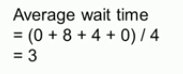 Average wait time
= (0 + 8 + 4 + 0) / 4
= 3